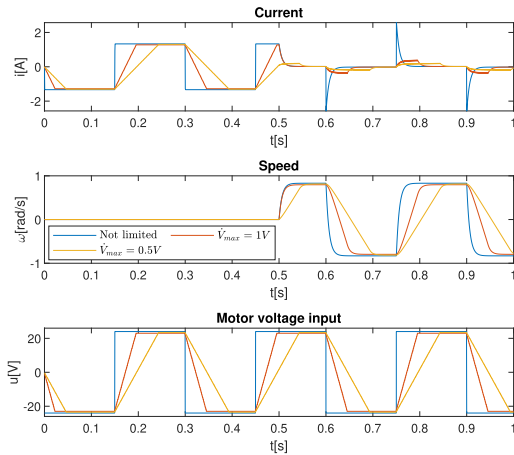 Current
2
0
-2
i[A]
0 0.1 0.2 0.3 0.4 0.5 0.6 0.7 0.8 0.9 1
t[s]
Speed
1
0
-1
ω[rad/s]
Not limited
V̇max = 1V
V̇max = 0.5V
0 0.1 0.2 0.3 0.4 0.5 0.6 0.7 0.8 0.9 1
t[s]
Motor voltage input
20
0
-20
u[V]
0 0.1 0.2 0.3 0.4 0.5 0.6 0.7 0.8 0.9 1
t[s]